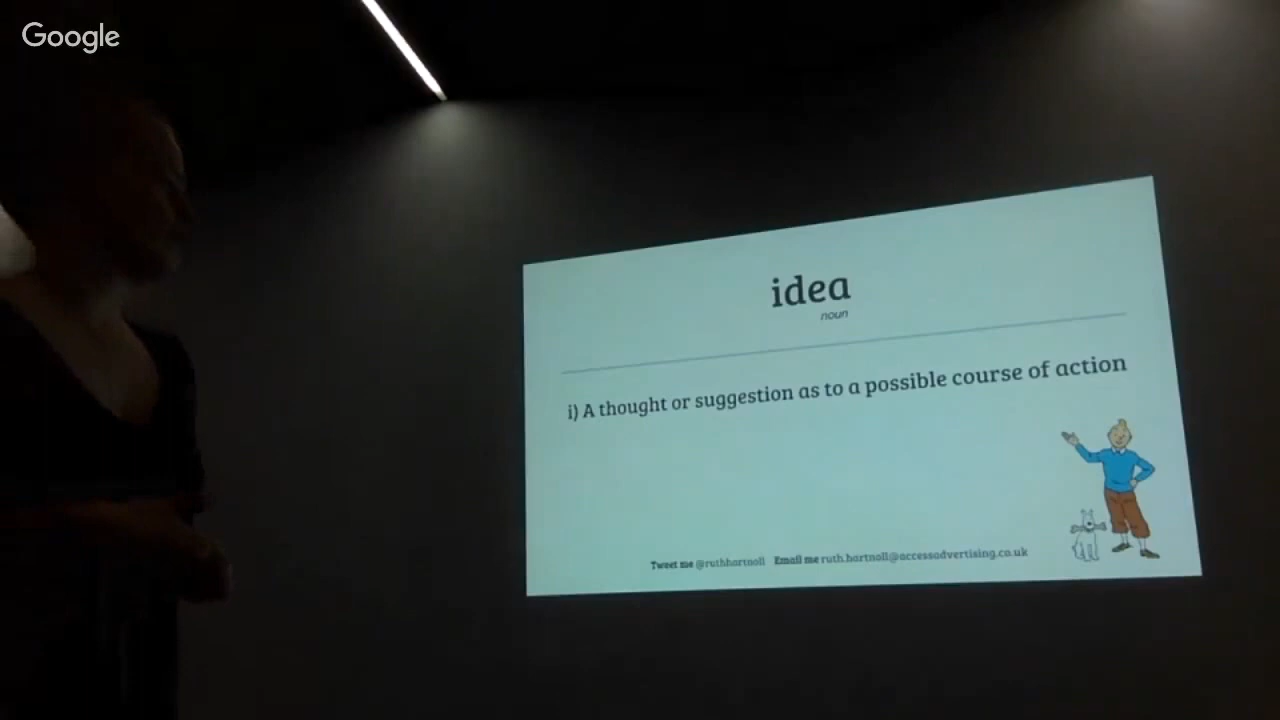 Google
idea
noun
i) A thought or suggestion as to a possible course of action
Tweet me @ruthhartnoll Email me ruth.hartnoll@accessadvertising.co.uk